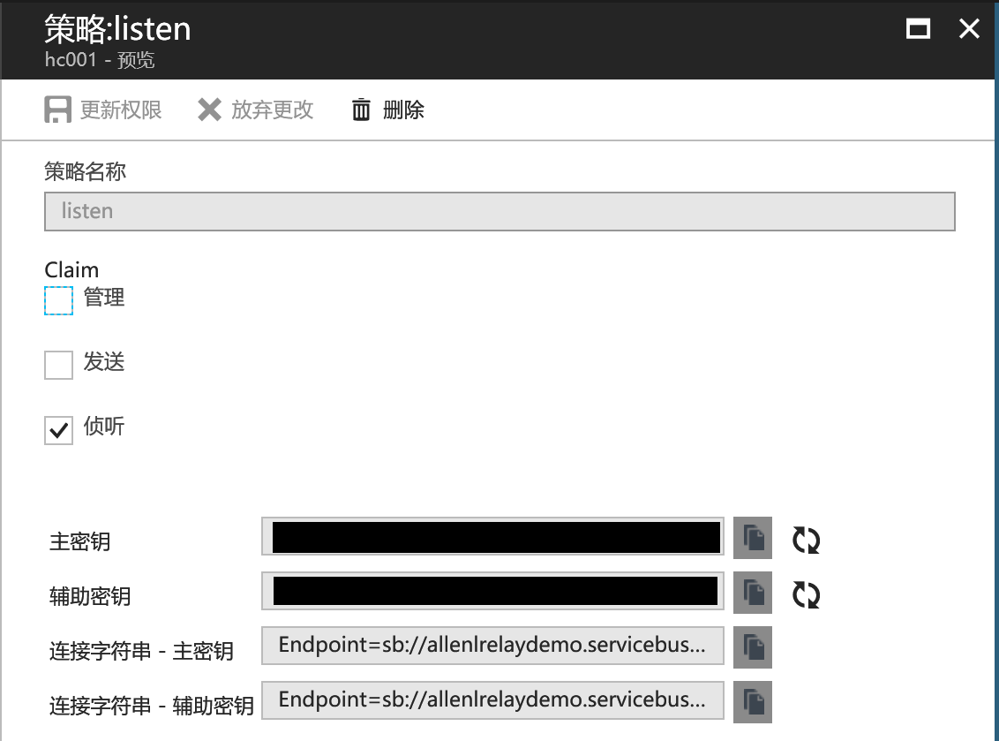 策略:listen
hc001 - 预览
更新权限 放弃更改 删除
策略名称
listen
Claim
管理
发送
侦听
主密钥
辅助密钥
连接字符串 - 主密钥 Endpoint=sb://allenlrelaydemo.servicebus...
连接字符串 - 辅助密钥 Endpoint=sb://allenlrelaydemo.servicebus...